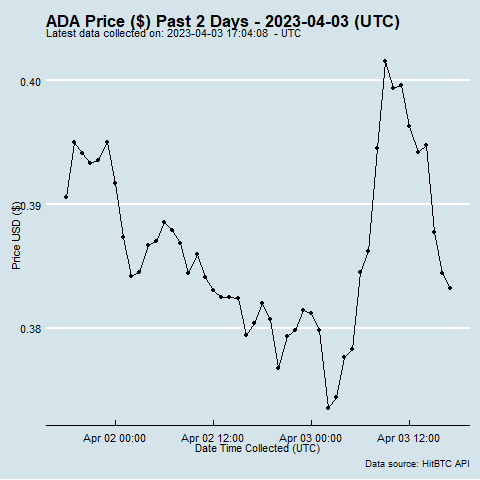 ADA Price ($) Past 2 Days - 2023-04-03 (UTC)
Latest data collected on: 2023-04-03 17:04:08 - UTC
0.40
0.39
0.38
Price USD ($)
Apr 02 00:00 Apr 02 12:00 Apr 03 00:00 Apr 03 12:00
Date Time Collected (UTC)
Data source: HitBTC API